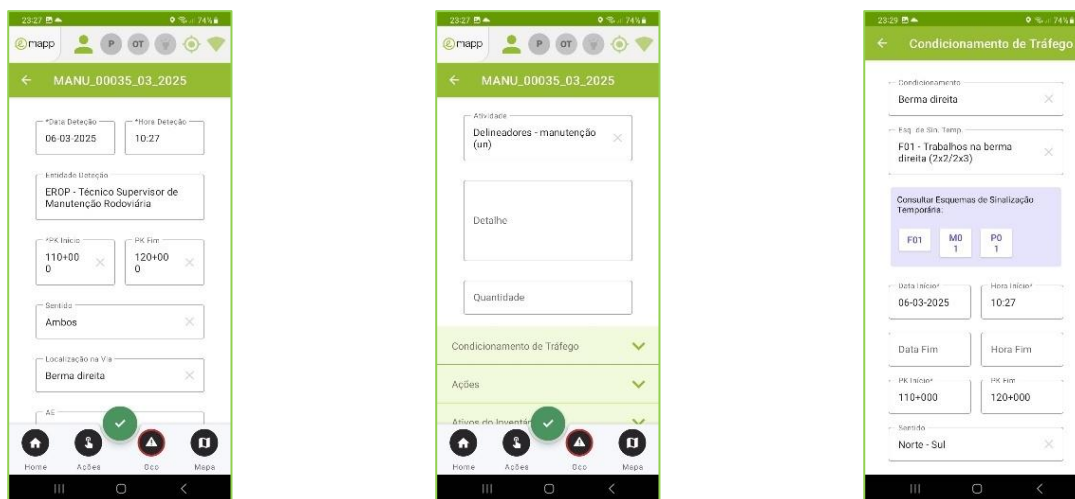 23:27
74%
mapp
P
OT
MANU_00035_03_2025
*Data Deteção
*Hora Deteção
06-03-2025
10:27
Entidade Deteção
EROP - Técnico Supervisor de
Manutenção Rodoviária
*PK Início
PK Fim
110+00
0
120+00
0
Sentido
Ambos
Localização na Via
Berma direita
AE
Home
Ações
Oco
Mapa
23:27
74%
mapp
P
OT
MANU_00035_03_2025
Atividade
Delineadores - manutenção
(un)
Detalhe
Quantidade
Condicionamento de Tráfego
Ações
Ativos do Inventár
Home
Ações
Oco
Mapa
23:29
74%
Condicionamento de Tráfego
Condicionamento
Berma direita
Esq. de Sin. Temp.
F01 - Trabalhos na berma
direita (2x2/2x3)
Consultar Esquemas de Sinalização
Temporária:
F01
M0
1
P0
1
Data Início*
Hora Início*
06-03-2025
10:27
Data Fim
Hora Fim
PK Início*
PK Fim
110+000
120+000
Sentido
Norte - Sul